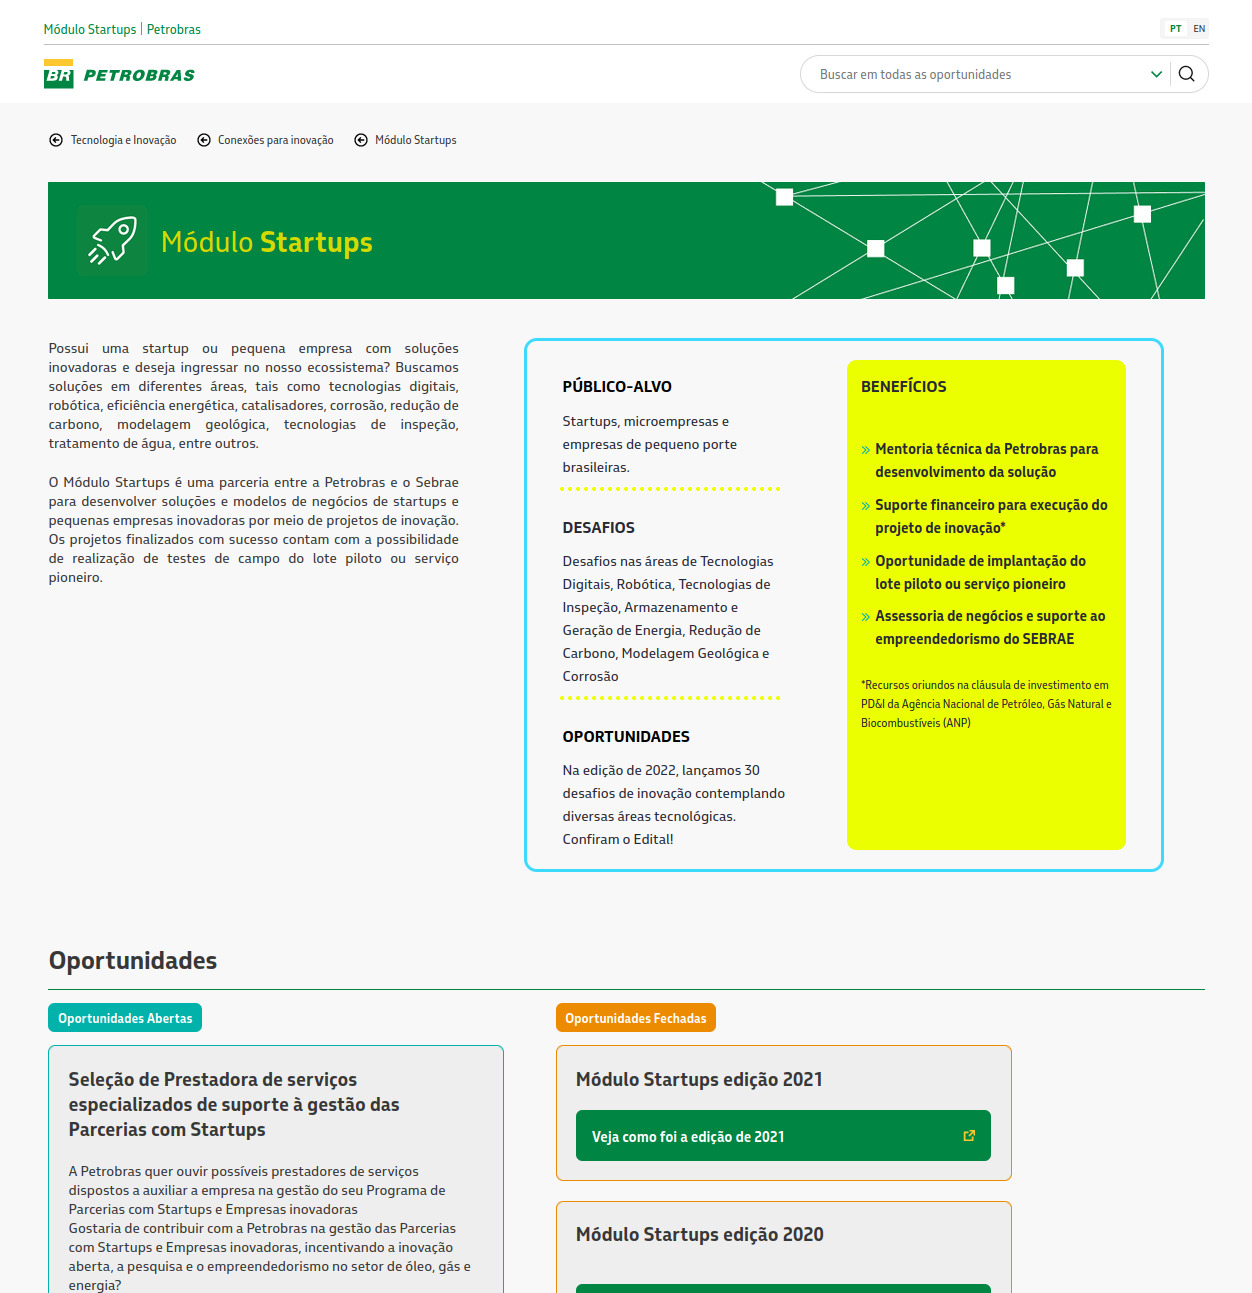 Módulo Startups | Petrobras
PT EN
BR PETROBRAS
Buscar em todas as oportunidades
Tecnologia e Inovação
Conexões para inovação
Módulo Startups
Módulo Startups
Possui uma startup ou pequena empresa com soluções
inovadoras e deseja ingressar no nosso ecossistema? Buscamos
soluções em diferentes áreas, tais como tecnologias digitais,
robótica, eficiência energética, catalisadores, corrosão, redução de
carbono, modelagem geológica, tecnologias de inspeção,
tratamento de água, entre outros.
O Módulo Startups é uma parceria entre a Petrobras e o Sebrae
para desenvolver soluções e modelos de negócios de startups e
pequenas empresas inovadoras por meio de projetos de inovação.
Os projetos finalizados com sucesso contam com a possibilidade
de realização de testes de campo do lote piloto ou serviço
pioneiro.
PÚBLICO-ALVO
Startups, microempresas e
empresas de pequeno porte
brasileiras.
DESAFIOS
Desafios nas áreas de Tecnologias
Digitais, Robótica, Tecnologias de
Inspeção, Armazenamento e
Geração de Energia, Redução de
Carbono, Modelagem Geológica e
Corrosão
OPORTUNIDADES
Na edição de 2022, lançamos 30
desafios de inovação contemplando
diversas áreas tecnológicas.
Confiram o Edital!
BENEFÍCIOS
» Mentoria técnica da Petrobras para
desenvolvimento da solução
» Suporte financeiro para execução do
projeto de inovação*
» Oportunidade de implantação do
lote piloto ou serviço pioneiro
» Assessoria de negócios e suporte ao
empreendedorismo do SEBRAE
*Recursos oriundos na cláusula de investimento em
PD&I da Agência Nacional de Petróleo, Gás Natural e
Biocombustíveis (ANP)
Oportunidades
Oportunidades Abertas
Seleção de Prestadora de serviços
especializados de suporte à gestão das
Parcerias com Startups
A Petrobras quer ouvir possíveis prestadores de serviços
dispostos a auxiliar a empresa na gestão do seu Programa de
Parcerias com Startups e Empresas inovadoras
Gostaria de contribuir com a Petrobras na gestão das Parcerias
com Startups e Empresas inovadoras, incentivando a inovação
aberta, a pesquisa e o empreendedorismo no setor de óleo, gás e
energia?
Oportunidades Fechadas
Módulo Startups edição 2021
Veja como foi a edição de 2021
Módulo Startups edição 2020